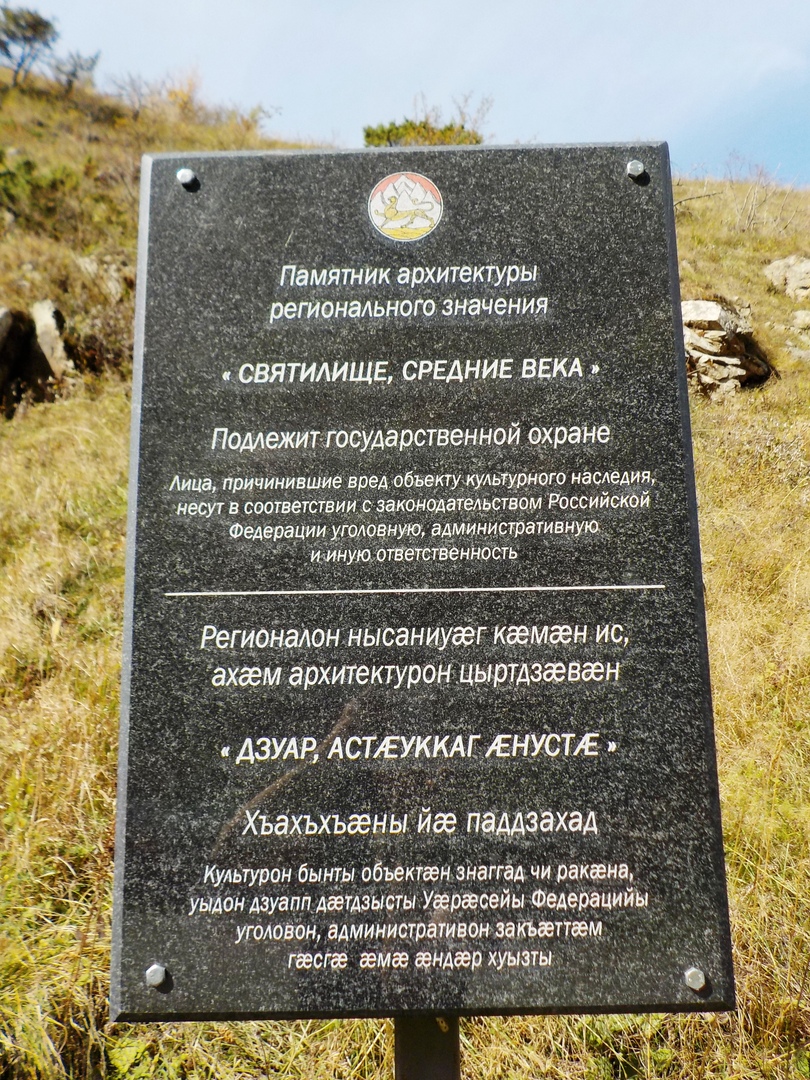 Памятник архитектуры
регионального значения
« СВЯТИЛИЩЕ, СРЕДНИЕ ВЕКА »
Подлежит государственной охране
Лица, причинившие вред объекту культурного наследия,
несут в соответствии с законодательством Российской
Федерации уголовную, административную
и иную ответственность
Регионалон нысаниуæг кæмæн ис,
ахæм архитектурон цыртдзæвæн
« ДЗУАР, АСТÆУККАГ ÆНУСТÆ »
Хъахъхъæны йæ паддзахад
Культурон бынты объектæн знаггад чи ракæна,
уыдон дзуапп дæтдзысты Уæрæсейы Федерацийы
уголовон, административон закъæттæм
гæсгæ æмæ æндæр хуызты